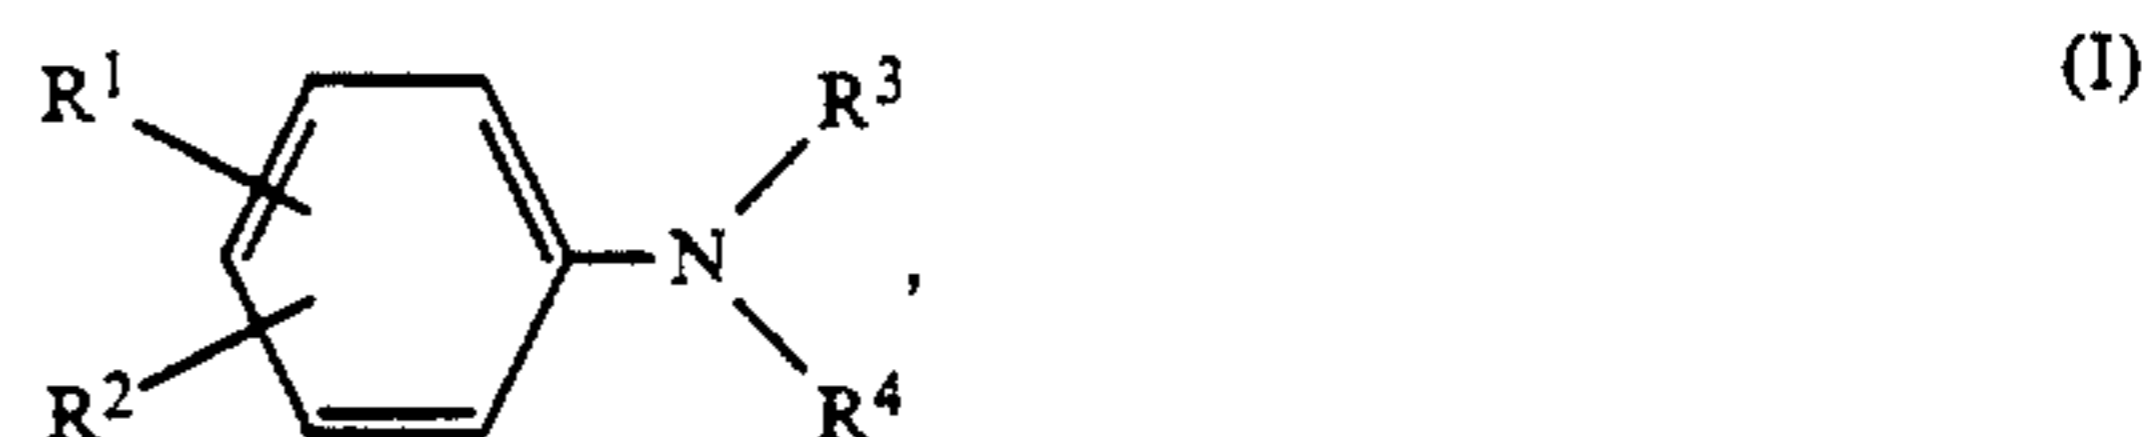 R¹ R³ (I)
N ,
R² R⁴